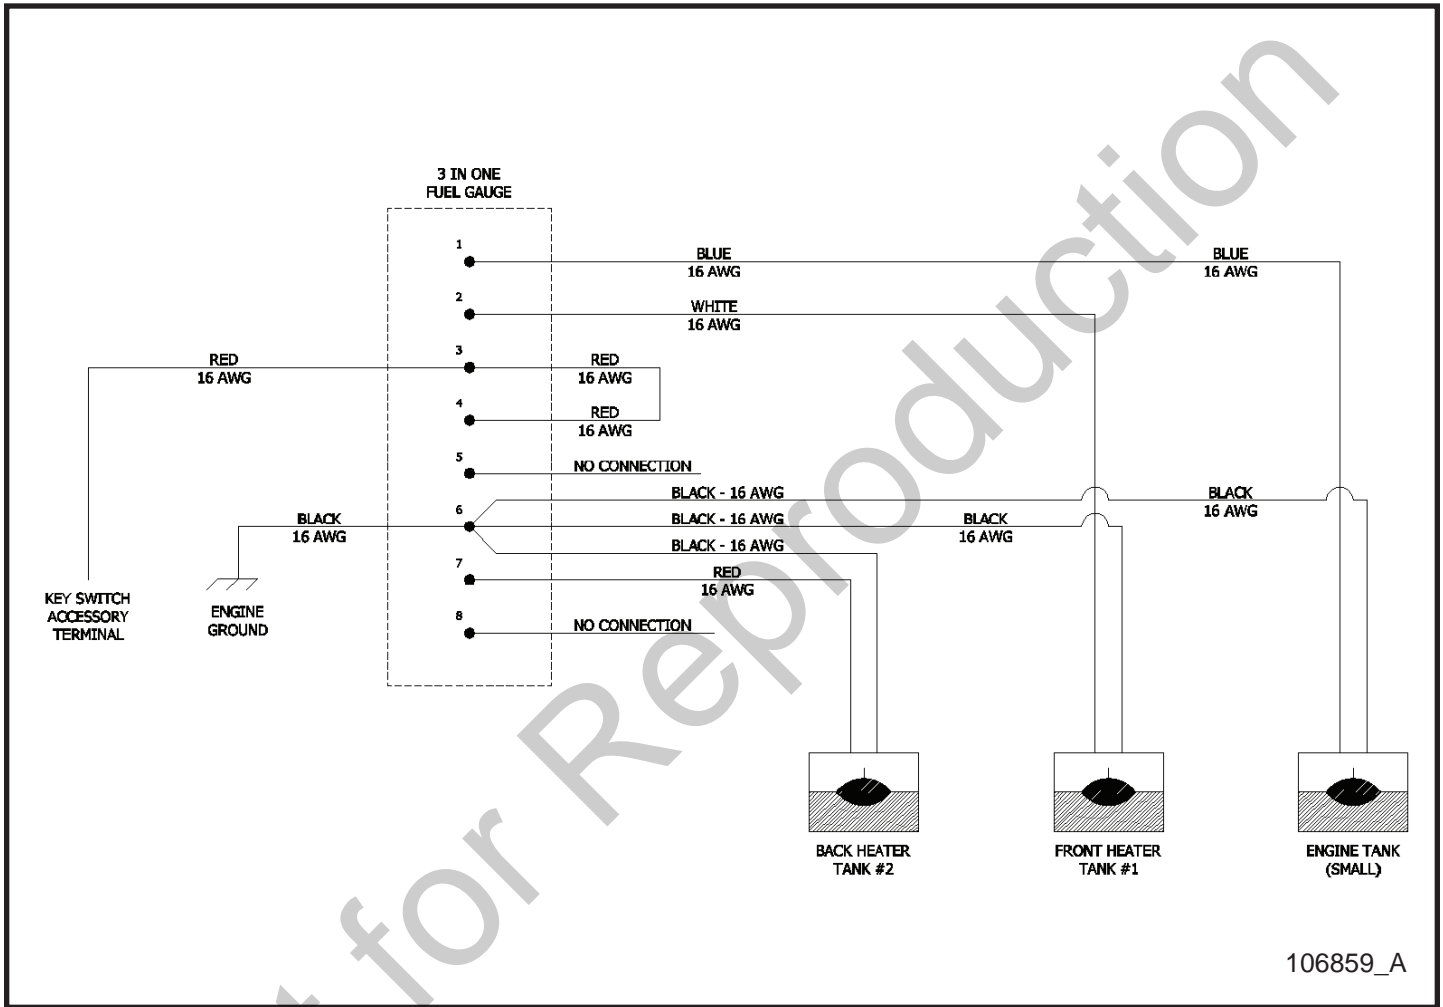 3 IN ONE
FUEL GAUGE
1
BLUE
16 AWG
BLUE
16 AWG
2
WHITE
16 AWG
3
RED
16 AWG
RED
16 AWG
4
RED
16 AWG
5
NO CONNECTION
6
BLACK - 16 AWG
BLACK
16 AWG
BLACK
16 AWG
BLACK - 16 AWG
BLACK
16 AWG
BLACK - 16 AWG
7
RED
16 AWG
8
NO CONNECTION
KEY SWITCH
ACCESSORY
TERMINAL
ENGINE
GROUND
BACK HEATER
TANK #2
FRONT HEATER
TANK #1
ENGINE TANK
(SMALL)
106859_A
t for Reproduction